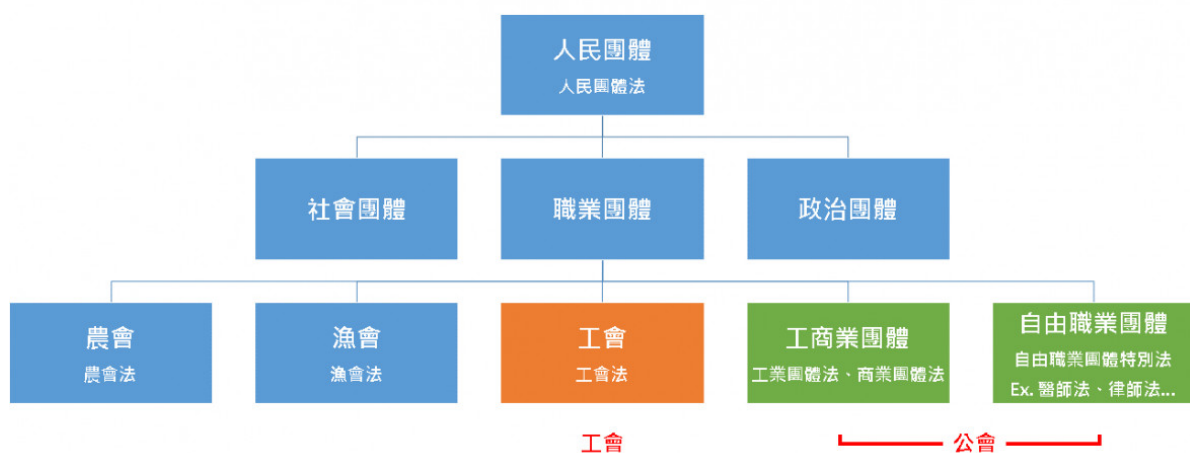 人民團體
人民團體法
社會團體
職業團體
政治團體
農會
農會法
漁會
漁會法
工會
工會法
工商業團體
工業團體法、商業團體法
自由職業團體
自由職業團體特別法
Ex. 醫師法、律師法...
工會
公會